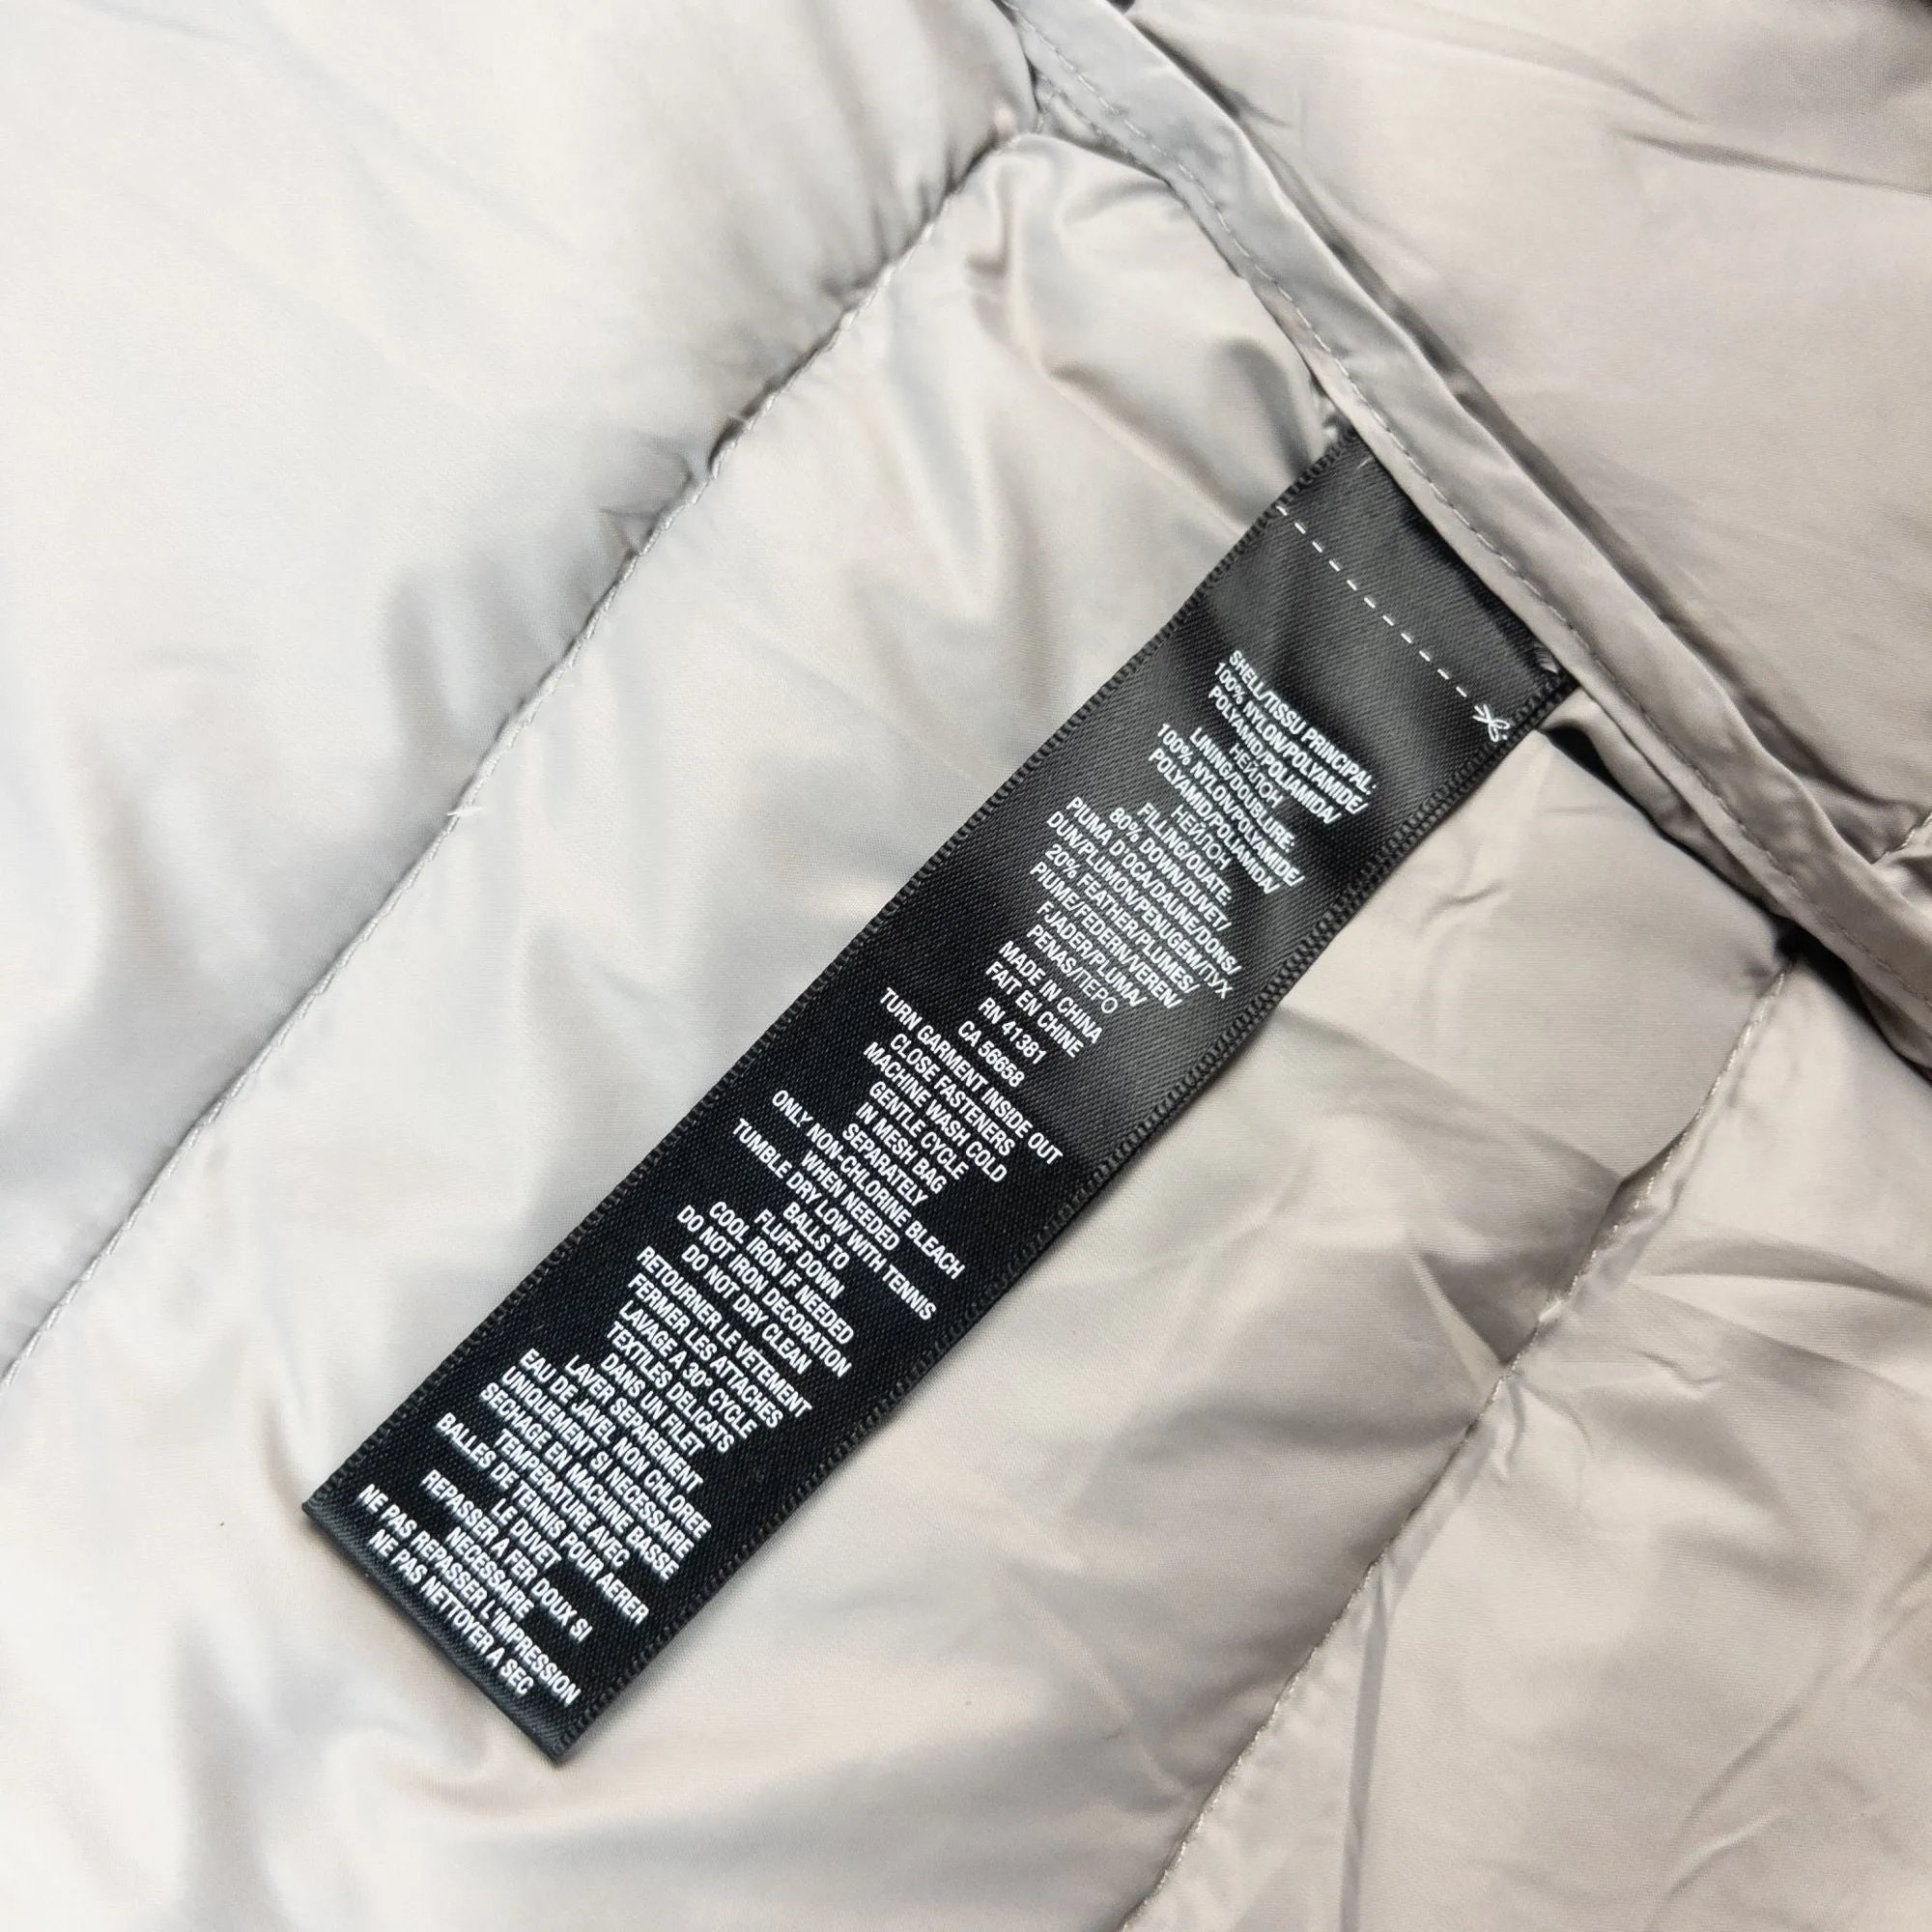 SHELL/TISSU PRINCIPAL:
100% NYLON/POLYAMIDE/
POLYAMID/POLIAMIDA/
НЕЙЛОН
LINING/DOUBLURE:
100% NYLON/POLYAMIDE/
POLYAMID/POLIAMIDA/
НЕЙЛОН
FILLING/OUATE:
80% DOWN/DUVET/
PIUMA D'OCA/DAUNE/DONS/
DUN/PLUMON/PENUGEM/ПУХ
20% FEATHER/PLUMES/
PIUME/FEDERN/VEREN/
FJADER/PLUMA/
PENAS/ПЕРО
MADE IN CHINA
FAIT EN CHINE
RN 41381
CA 56658
TURN GARMENT INSIDE OUT
CLOSE FASTENERS
MACHINE WASH COLD
GENTLE CYCLE
IN MESH BAG
SEPARATELY
ONLY NON-CHLORINE BLEACH
WHEN NEEDED
TUMBLE DRY LOW WITH TENNIS
BALLS TO
FLUFF DOWN.
COOL IRON IF NEEDED
DO NOT IRON DECORATION
DO NOT DRY CLEAN
RETOURNER LE VETEMENT
FERMER LES ATTACHES
LAVAGE A 30° CYCLE
TEXTILES DELICATS
DANS UN FILET
LAVER SEPAREMENT
EAU DE JAVEL NON CHLOREE
UNIQUEMENT SI NECESSAIRE
SECHAGE EN MACHINE BASSE
TEMPERATURE AVEC
BALLES DE TENNIS POUR AERER
LE DUVET
REPASSER A FER DOUX SI
NECESSAIRE
NE PAS REPASSER L'IMPRESSION
NE PAS NETTOYER A SEC